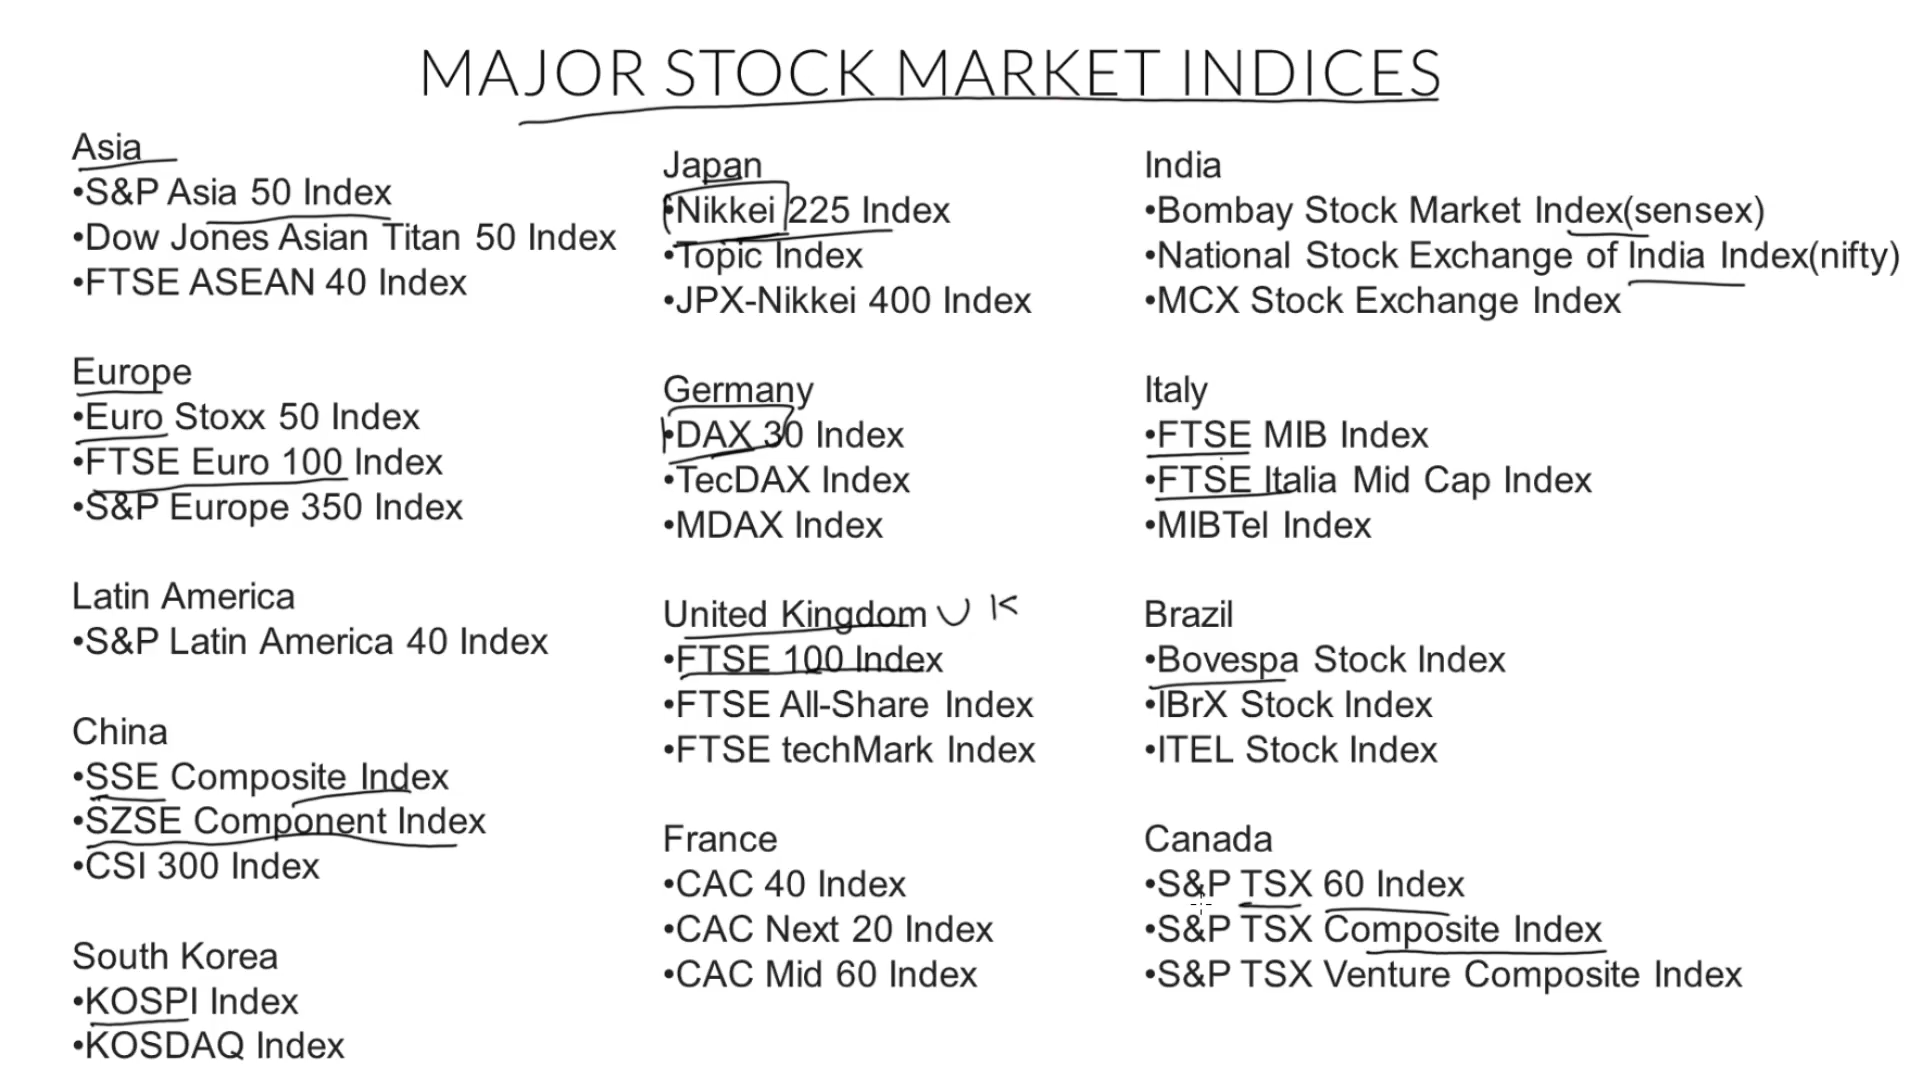 MAJOR STOCK MARKET INDICES
Asia
•S&P Asia 50 Index
•Dow Jones Asian Titan 50 Index
•FTSE ASEAN 40 Index
Europe
•Euro Stoxx 50 Index
•FTSE Euro 100 Index
•S&P Europe 350 Index
Latin America
•S&P Latin America 40 Index
China
•SSE Composite Index
•SZSE Component Index
•CSI 300 Index
South Korea
•KOSPI Index
•KOSDAQ Index
Japan
•Nikkei 225 Index
•Topic Index
•JPX-Nikkei 400 Index
Germany
•DAX 30 Index
•TecDAX Index
•MDAX Index
United Kingdom UK
•FTSE 100 Index
•FTSE All-Share Index
•FTSE techMark Index
France
•CAC 40 Index
•CAC Next 20 Index
•CAC Mid 60 Index
India
•Bombay Stock Market Index(sensex)
•National Stock Exchange of India Index(nifty)
•MCX Stock Exchange Index
Italy
•FTSE MIB Index
•FTSE Italia Mid Cap Index
•MIBTel Index
Brazil
•Bovespa Stock Index
•IBrX Stock Index
•ITEL Stock Index
Canada
•S&P TSX 60 Index
•S&P TSX Composite Index
•S&P TSX Venture Composite Index